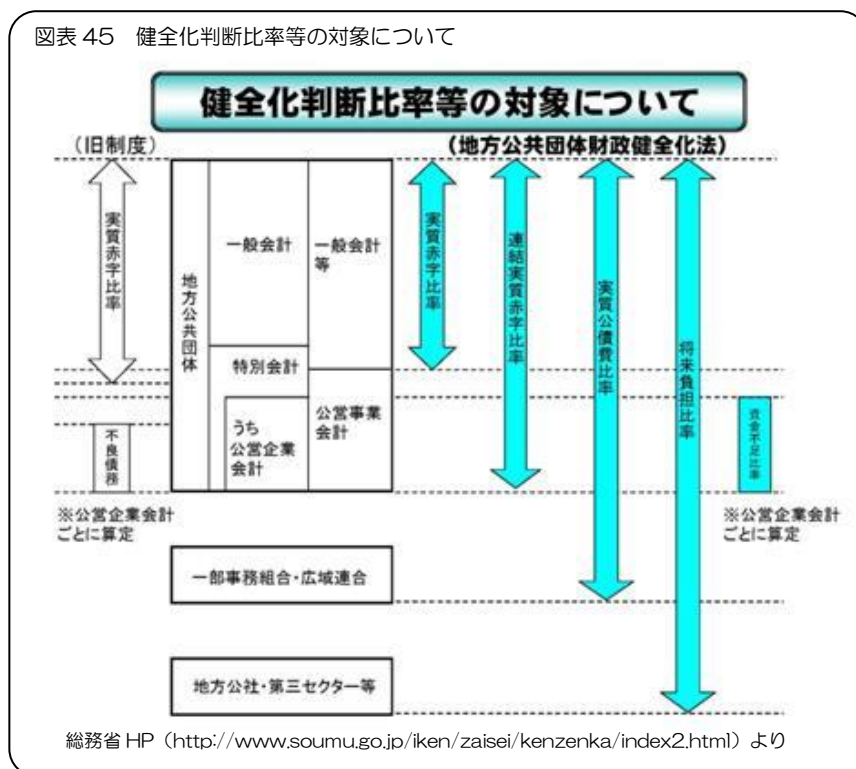 図表 45 健全化判断比率等の対象について
健全化判断比率等の対象について
(旧制度)
(地方公共団体財政健全化法)
実質赤字比率
不良債務
※公営企業会計
ごとに算定
地方公共団体
一般会計
特別会計
うち
公営企業
会計
一般会計
等
公営事業
会計
実質赤字比率
連結実質赤字比率
実質公債費比率
将来負担比率
資金不足比率
※公営企業会計
ごとに算定
一部事務組合・広域連合
地方公社・第三セクター等
総務省 HP（http://www.soumu.go.jp/iken/zaisei/kenzenka/index2.html）より